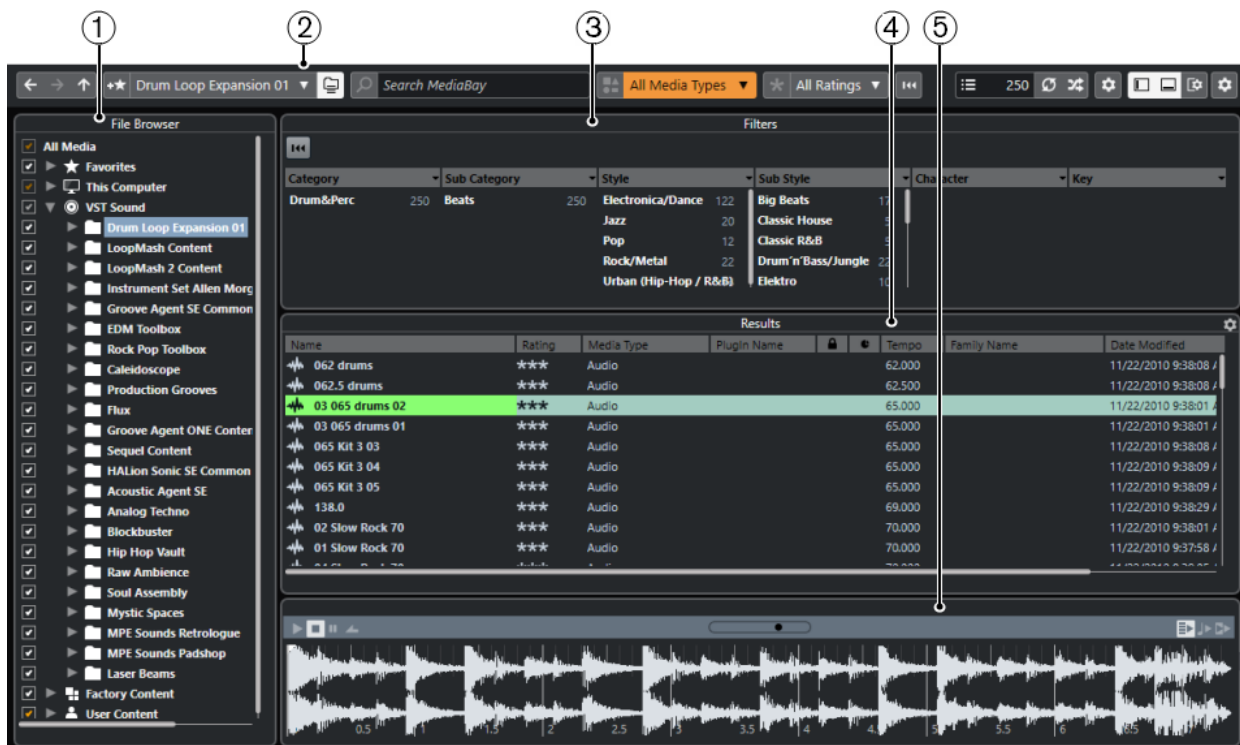 1 2 3 4 5
Drum Loop Expansion 01 Search MediaBay All Media Types All Ratings 250
File Browser
All Media
Favorites
This Computer
VST Sound
Drum Loop Expansion 01
LoopMash Content
LoopMash 2 Content
Instrument Set Allen Morg
Groove Agent SE Common
EDM Toolbox
Rock Pop Toolbox
Caleidoscope
Production Grooves
Flux
Groove Agent ONE Conter
Sequel Content
HALion Sonic SE Common
Acoustic Agent SE
Analog Techno
Blockbuster
Hip Hop Vault
Raw Ambience
Soul Assembly
Mystic Spaces
MPE Sounds Retrologue
MPE Sounds Padshop
Laser Beams
Factory Content
User Content
Filters
Category Sub Category Style Sub Style Character Key
Drum&Perc 250 Beats 250 Electronica/Dance 122 Big Beats 17
Jazz 20 Classic House 5
Pop 12 Classic R&B 5
Rock/Metal 22 Drum'n'Bass/Jungle 22
Urban (Hip-Hop / R&B) Elektro 10
Results
Name Rating Media Type Plugin Name Tempo Family Name Date Modified
062 drums *** Audio 62.000 11/22/2010 9:38:08 A
062.5 drums *** Audio 62.500 11/22/2010 9:38:08 A
03 065 drums 02 *** Audio 65.000 11/22/2010 9:38:01 A
03 065 drums 01 *** Audio 65.000 11/22/2010 9:38:01 A
065 Kit 3 03 *** Audio 65.000 11/22/2010 9:38:08 A
065 Kit 3 04 *** Audio 65.000 11/22/2010 9:38:09 A
065 Kit 3 05 *** Audio 65.000 11/22/2010 9:38:09 A
138.0 *** Audio 69.000 11/22/2010 9:38:29 A
02 Slow Rock 70 *** Audio 70.000 11/22/2010 9:38:01 A
01 Slow Rock 70 *** Audio 70.000 11/22/2010 9:37:58 A
0.5 1 1.5 2 2.5 3 3.5 4 4. 5 5.5 6 6.5